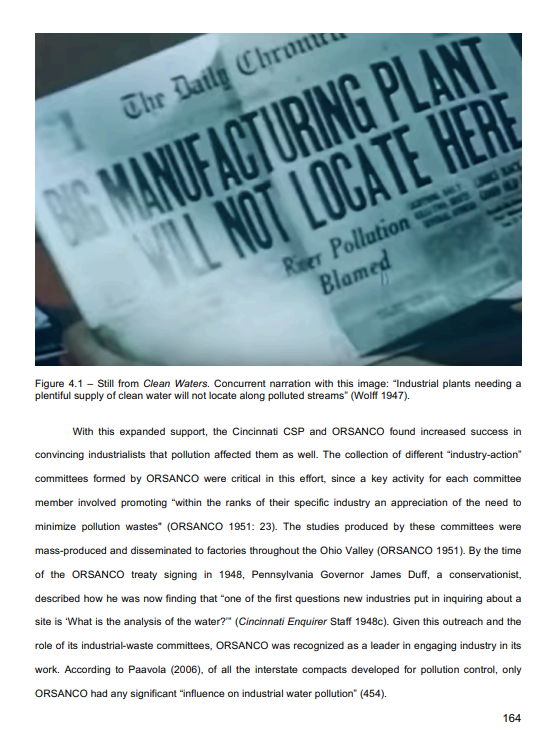 The Daily Chronicle
BIG MANUFACTURING PLANT
WILL NOT LOCATE HERE
River Pollution
Blamed
Figure 4.1 – Still from Clean Waters. Concurrent narration with this image: “Industrial plants needing a
plentiful supply of clean water will not locate along polluted streams” (Wolff 1947).
With this expanded support, the Cincinnati CSP and ORSANCO found increased success in
convincing industrialists that pollution affected them as well. The collection of different “industry-action”
committees formed by ORSANCO were critical in this effort, since a key activity for each committee
member involved promoting “within the ranks of their specific industry an appreciation of the need to
minimize pollution wastes" (ORSANCO 1951: 23). The studies produced by these committees were
mass-produced and disseminated to factories throughout the Ohio Valley (ORSANCO 1951). By the time
of the ORSANCO treaty signing in 1948, Pennsylvania Governor James Duff, a conservationist,
described how he was now finding that “one of the first questions new industries put in inquiring about a
site is ‘What is the analysis of the water?’” (Cincinnati Enquirer Staff 1948c). Given this outreach and the
role of its industrial-waste committees, ORSANCO was recognized as a leader in engaging industry in its
work. According to Paavola (2006), of all the interstate compacts developed for pollution control, only
ORSANCO had any significant “influence on industrial water pollution” (454).
164